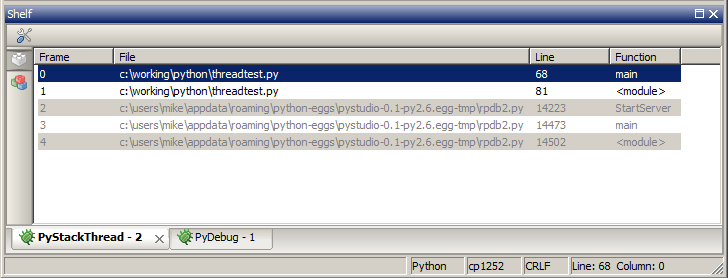 Shelf
Frame File Line Function
0 c:\working\python\threadtest.py 68 main
1 c:\working\python\threadtest.py 81 <module>
2 c:\users\mike\appdata\roaming\python-eggs\pystudio-0.1-py2.6.egg-tmp\rpdb2.py 14223 StartServer
3 c:\users\mike\appdata\roaming\python-eggs\pystudio-0.1-py2.6.egg-tmp\rpdb2.py 14473 main
4 c:\users\mike\appdata\roaming\python-eggs\pystudio-0.1-py2.6.egg-tmp\rpdb2.py 14502 <module>
PyStackThread - 2 PyDebug - 1
Python cp1252 CRLF Line: 68 Column: 0